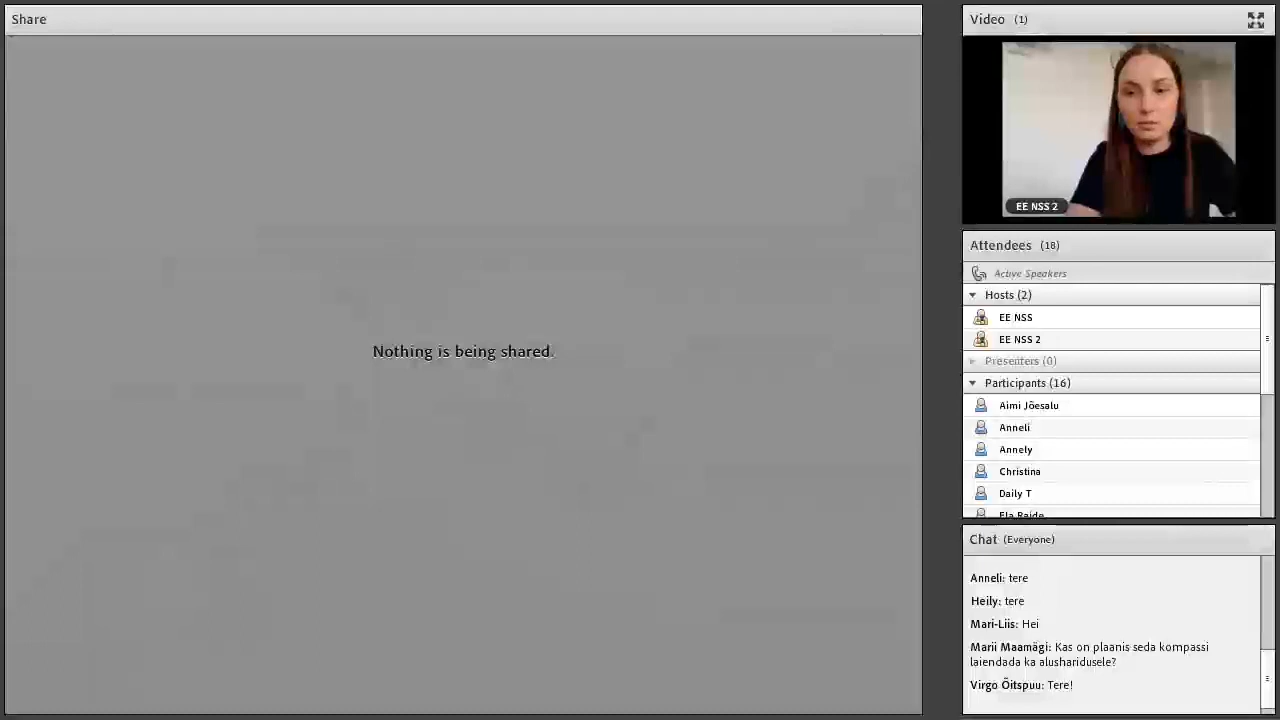 Share
Nothing is being shared.
Video (1)
EE NSS 2
Attendees (18)
Active Speakers
Hosts (2)
EE NSS
EE NSS 2
Presenters (0)
Participants (16)
Aimi Jõesalu
Anneli
Annely
Christina
Daily T
Ela Raide
Chat (Everyone)
Anneli: tere
Heily: tere
Mari-Liis: Hei
Marii Maamägi: Kas on plaanis seda kompassi
laiendada ka alusharidusele?
Virgo Õitspuu: Tere!